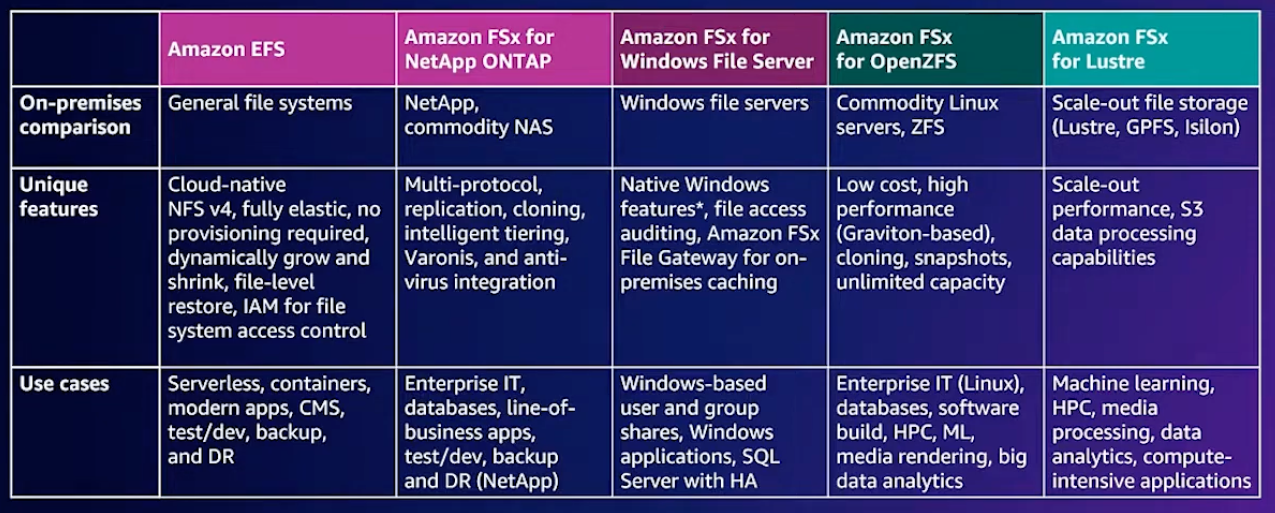 Amazon EFS
Amazon FSx for
NetApp ONTAP
Amazon FSx for
Windows File Server
Amazon FSx
for OpenZFS
Amazon FSx
for Lustre
On-premises
comparison
General file systems
NetApp,
commodity NAS
Windows file servers
Commodity Linux
servers, ZFS
Scale-out file storage
(Lustre, GPFS, Isilon)
Unique
features
Cloud-native
NFS v4, fully elastic, no
provisioning required,
dynamically grow and
shrink, file-level
restore, IAM for file
system access control
Multi-protocol,
replication, cloning,
intelligent tiering,
Varonis, and anti-
virus integration
Native Windows
features*, file access
auditing, Amazon FSx
File Gateway for on-
premises caching
Low cost, high
performance
(Graviton-based),
cloning, snapshots,
unlimited capacity
Scale-out
performance, S3
data processing
capabilities
Use cases
Serverless, containers,
modern apps, CMS,
test/dev, backup,
and DR
Enterprise IT,
databases, line-of-
business apps,
test/dev, backup
and DR (NetApp)
Windows-based
user and group
shares, Windows
applications, SQL
Server with HA
Enterprise IT (Linux),
databases, software
build, HPC, ML,
media rendering, big
data analytics
Machine learning,
HPC, media
processing, data
analytics, compute-
intensive applications